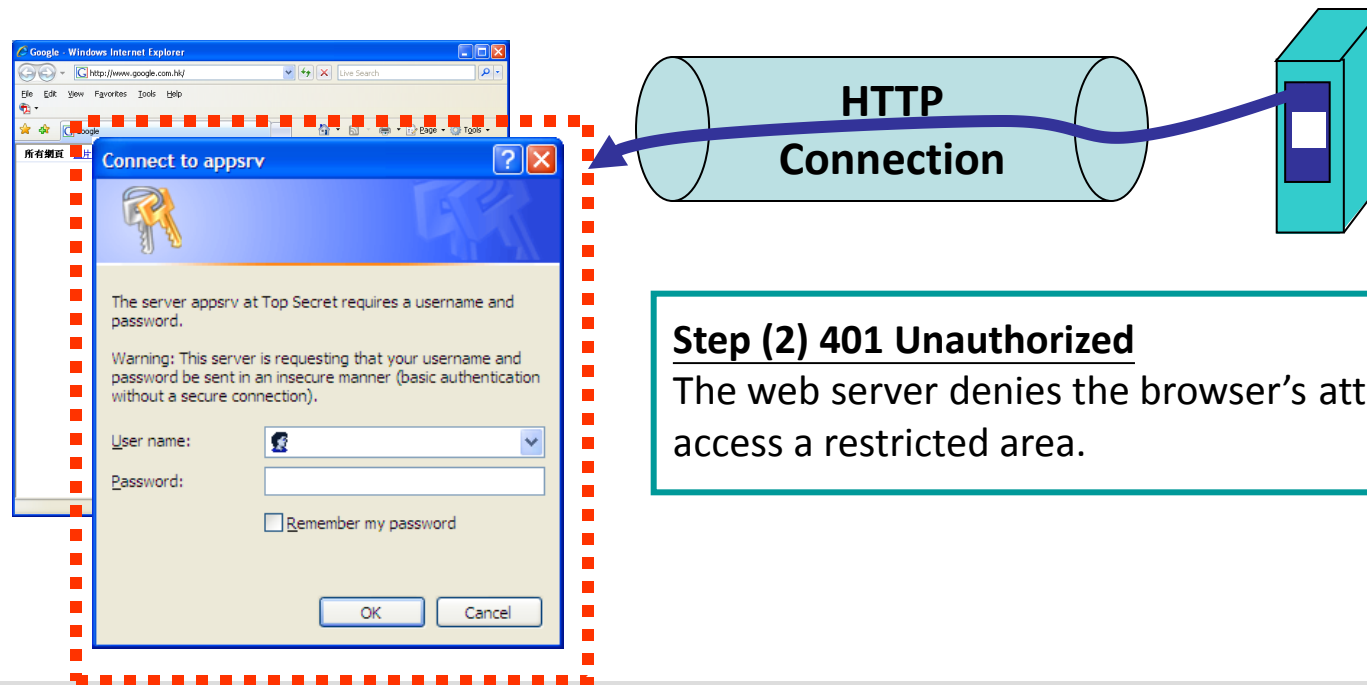 Google - Windows Internet Explorer
http://www.google.com.hk/
Live Search
File Edit View Favorites Tools Help
Google
Page Tools
所有網頁
Connect to appsrv
The server appsrv at Top Secret requires a username and
password.
Warning: This server is requesting that your username and
password be sent in an insecure manner (basic authentication
without a secure connection).
User name:
Password:
Remember my password
OK Cancel
HTTP
Connection
Step (2) 401 Unauthorized
The web server denies the browser’s att
access a restricted area.